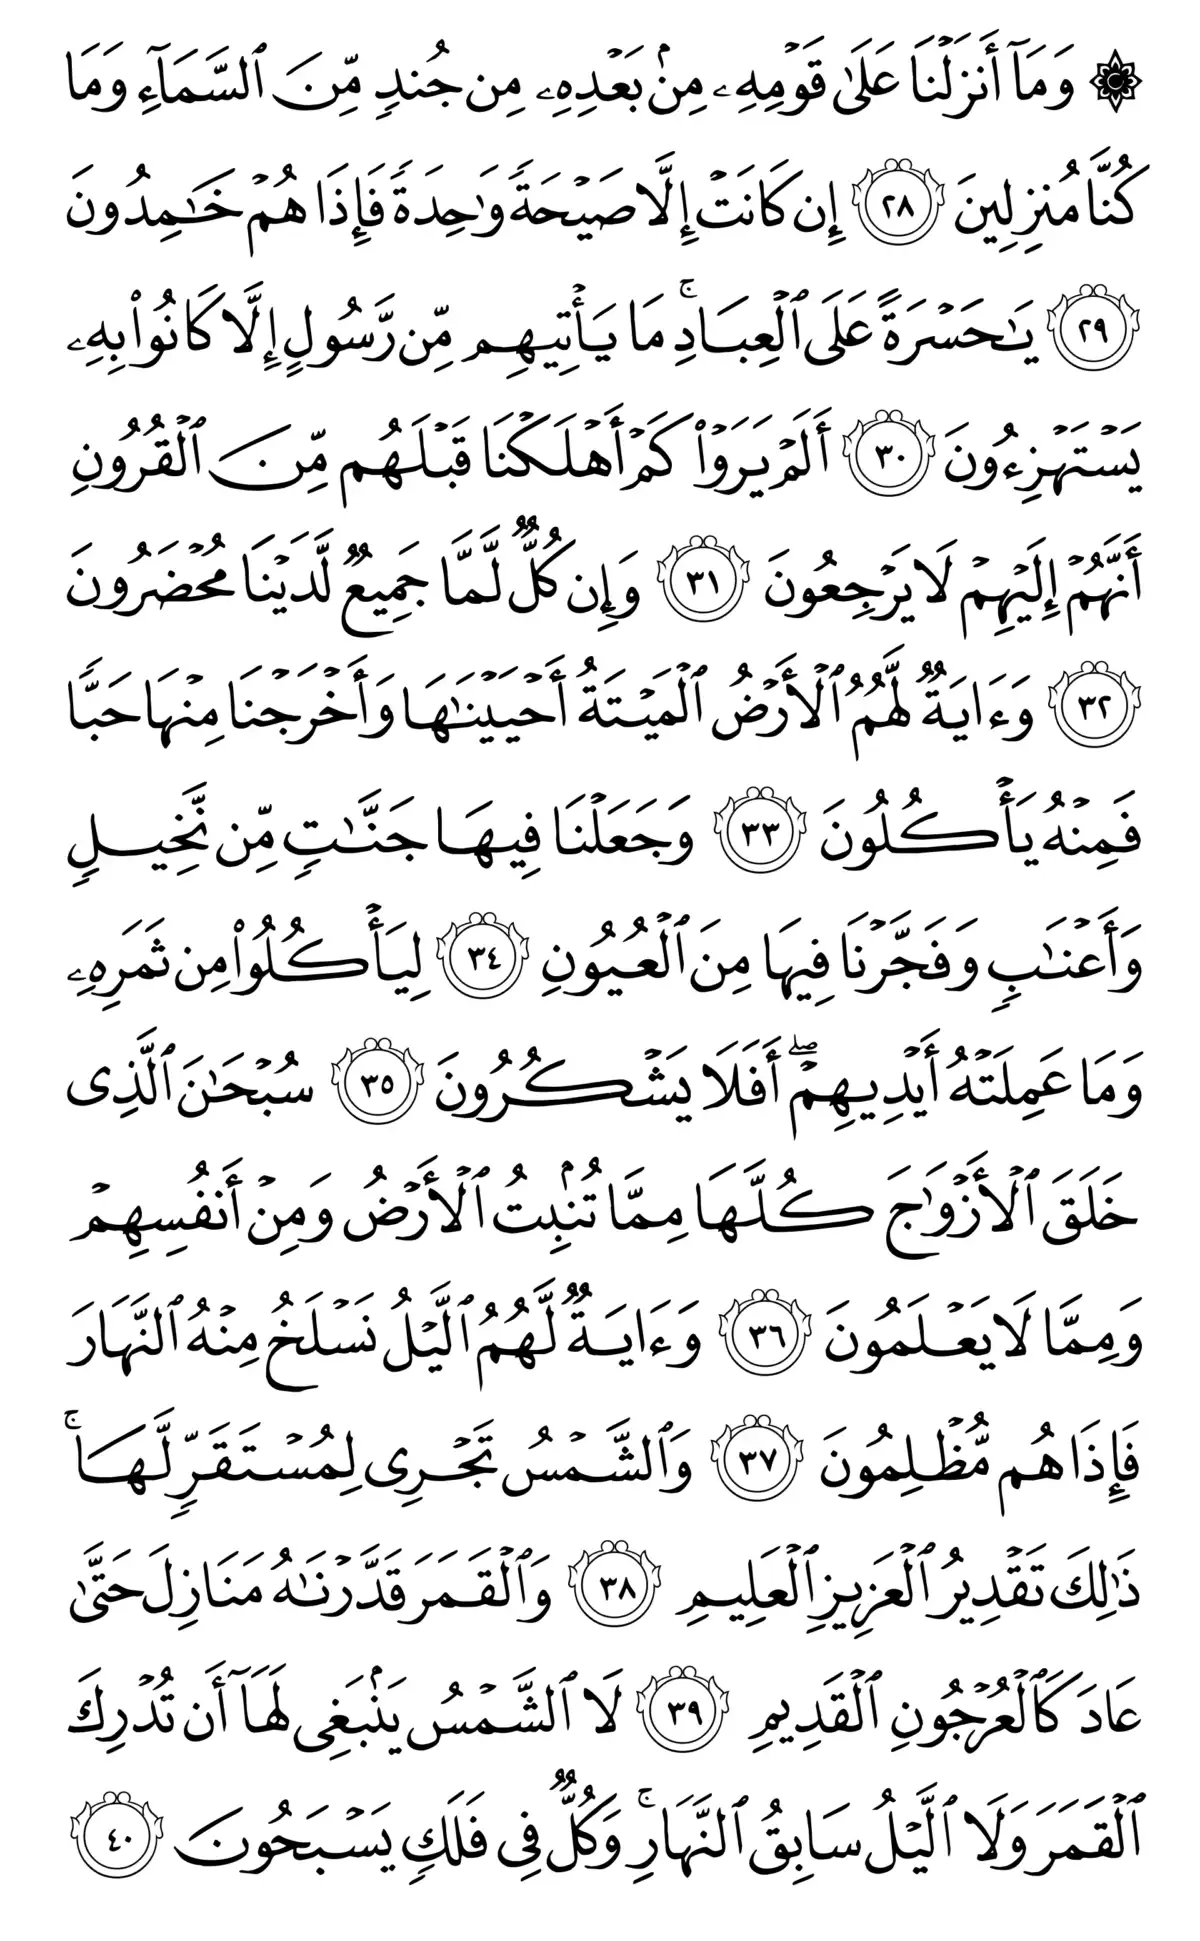 ۞ وَمَآ أَنزَلْنَا عَلَىٰ قَوْمِهِۦ مِنۢ بَعْدِهِۦ مِن جُندٍ مِّنَ ٱلسَّمَآءِ وَمَا
كُنَّا مُنزِلِينَ ٢٨ إِن كَانَتْ إِلَّا صَيْحَةً وَٰحِدَةً فَإِذَا هُمْ خَـٰمِدُونَ
٢٩ يَـٰحَسْرَةً عَلَى ٱلْعِبَادِ ۚ مَا يَأْتِيهِم مِّن رَّسُولٍ إِلَّا كَانُوا۟ بِهِۦ
يَسْتَهْزِءُونَ ٣٠ أَلَمْ يَرَوْا۟ كَمْ أَهْلَكْنَا قَبْلَهُم مِّنَ ٱلْقُرُونِ
أَنَّهُمْ إِلَيْهِمْ لَا يَرْجِعُونَ ٣١ وَإِن كُلٌّ لَّمَّا جَمِيعٌ لَّدَيْنَا مُحْضَرُونَ
٣٢ وَءَايَةٌ لَّهُمُ ٱلْأَرْضُ ٱلْمَيْتَةُ أَحْيَيْنَـٰهَا وَأَخْرَجْنَا مِنْهَا حَبًّا
فَمِنْهُ يَأْكُلُونَ ٣٣ وَجَعَلْنَا فِيهَا جَنَّـٰتٍ مِّن نَّخِيلٍ
وَأَعْنَـٰبٍ وَفَجَّرْنَا فِيهَا مِنَ ٱلْعُيُونِ ٣٤ لِيَأْكُلُوا۟ مِن ثَمَرِهِۦ
وَمَا عَمِلَتْهُ أَيْدِيهِمْ ۖ أَفَلَا يَشْكُرُونَ ٣٥ سُبْحَـٰنَ ٱلَّذِى
خَلَقَ ٱلْأَزْوَٰجَ كُلَّهَا مِمَّا تُنۢبِتُ ٱلْأَرْضُ وَمِنْ أَنفُسِهِمْ
وَمِمَّا لَا يَعْلَمُونَ ٣٦ وَءَايَةٌ لَّهُمُ ٱلَّيْلُ نَسْلَخُ مِنْهُ ٱلنَّهَارَ
فَإِذَا هُم مُّظْلِمُونَ ٣٧ وَٱلشَّمْسُ تَجْرِى لِمُسْتَقَرٍّ لَّهَا ۚ
ذَٰلِكَ تَقْدِيرُ ٱلْعَزِيزِ ٱلْعَلِيمِ ٣٨ وَٱلْقَمَرَ قَدَّرْنَـٰهُ مَنَازِلَ حَتَّىٰ
عَادَ كَٱلْعُرْجُونِ ٱلْقَدِيمِ ٣٩ لَا ٱلشَّمْسُ يَنۢبَغِى لَهَآ أَن تُدْرِكَ
ٱلْقَمَرَ وَلَا ٱلَّيْلُ سَابِقُ ٱلنَّهَارِ ۚ وَكُلٌّ فِى فَلَكٍ يَسْبَحُونَ ٤٠